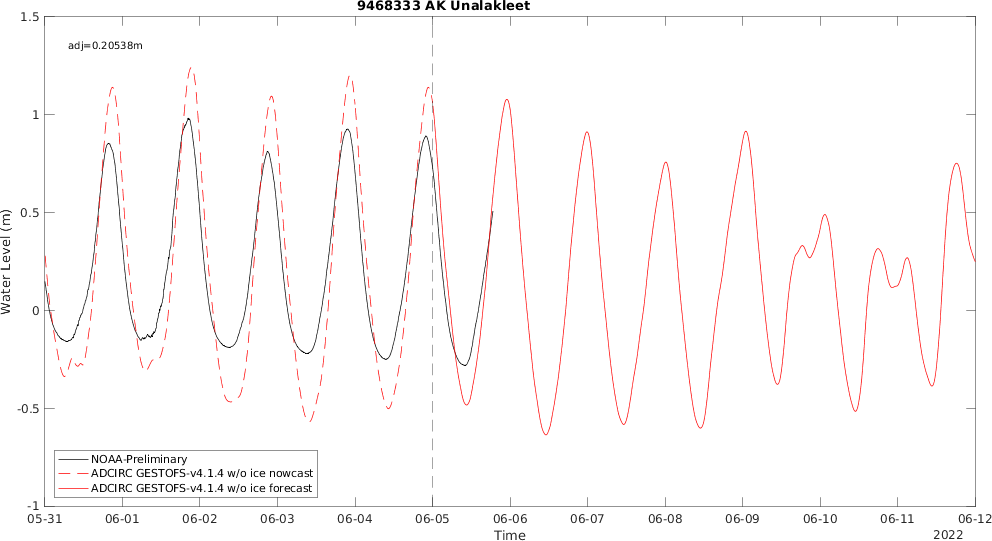 9468333 AK Unalakleet
adj=0.20538m
Water Level (m)
1.5
1
0.5
0
-0.5
-1
NOAA-Preliminary
ADCIRC GESTOFS-v4.1.4 w/o ice nowcast
ADCIRC GESTOFS-v4.1.4 w/o ice forecast
05-31 06-01 06-02 06-03 06-04 06-05 06-06 06-07 06-08 06-09 06-10 06-11 06-12
Time
2022